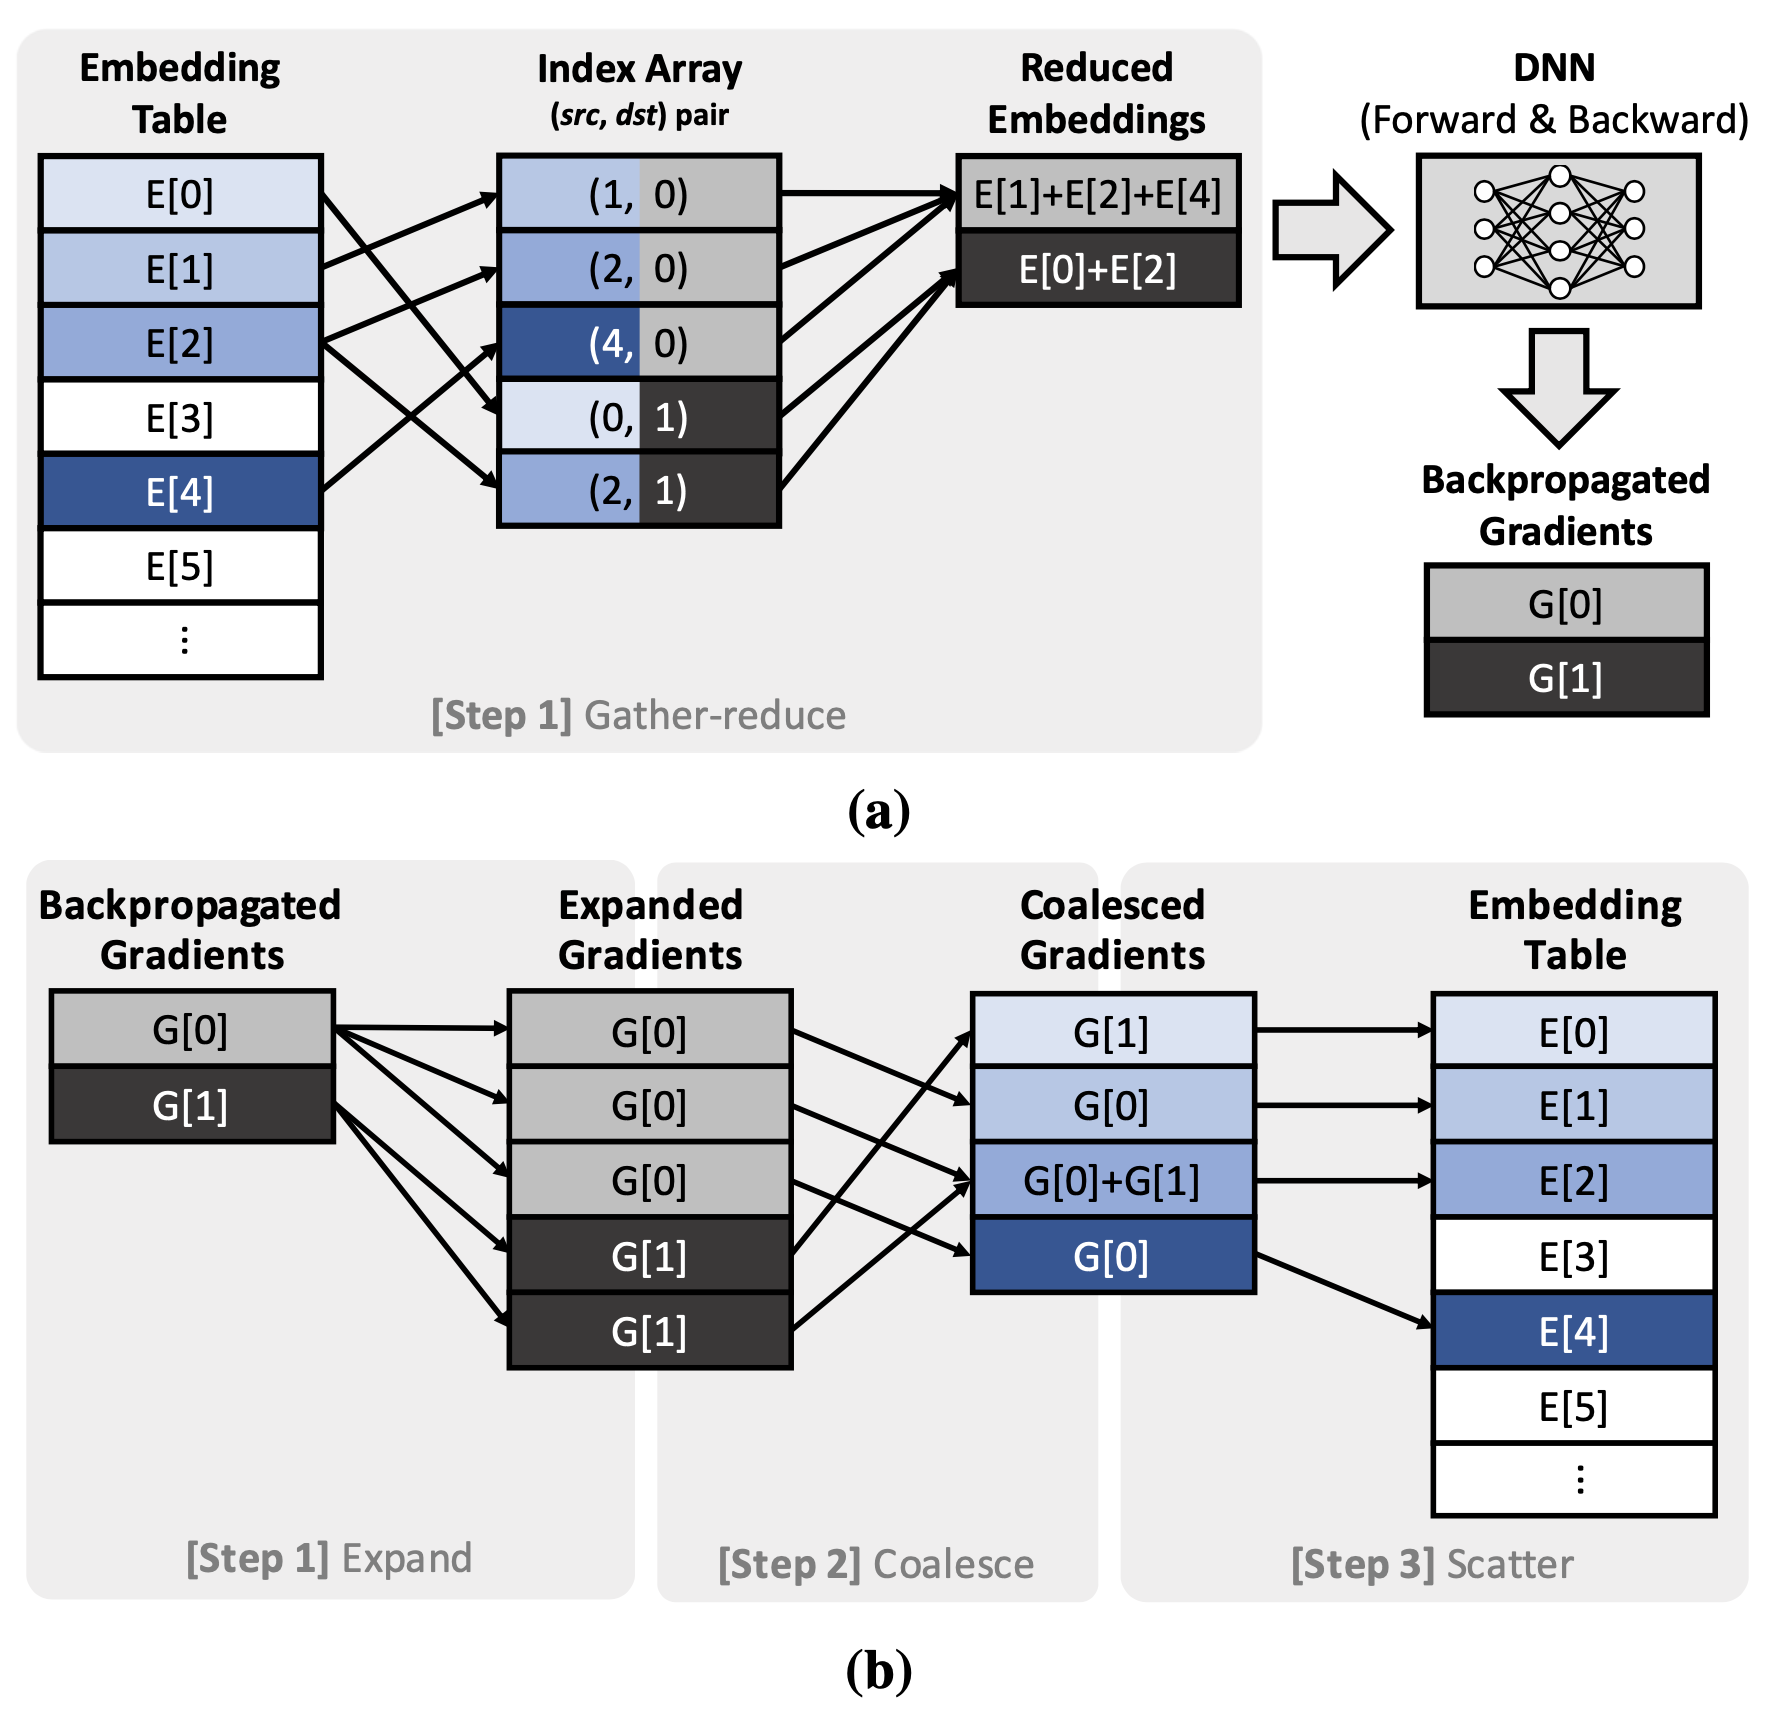 Embedding
Table
E[0]
E[1]
E[2]
E[3]
E[4]
E[5]
⋮
Index Array
(src, dst) pair
(1, 0)
(2, 0)
(4, 0)
(0, 1)
(2, 1)
Reduced
Embeddings
E[1]+E[2]+E[4]
E[0]+E[2]
[Step 1] Gather-reduce
DNN
(Forward & Backward)
Backpropagated
Gradients
G[0]
G[1]
(a)
Backpropagated
Gradients
G[0]
G[1]
[Step 1] Expand
Expanded
Gradients
G[0]
G[0]
G[0]
G[1]
G[1]
[Step 2] Coalesce
Coalesced
Gradients
G[1]
G[0]
G[0]+G[1]
G[0]
Embedding
Table
E[0]
E[1]
E[2]
E[3]
E[4]
E[5]
⋮
[Step 3] Scatter
(b)